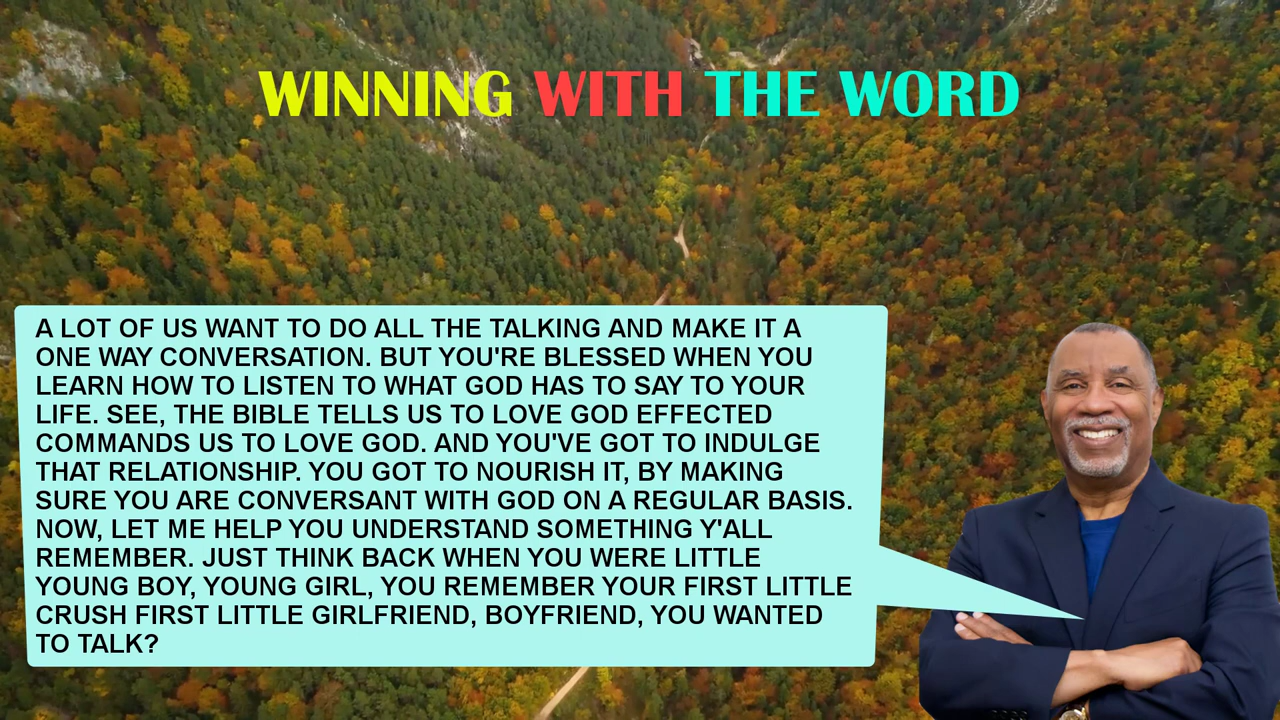 WINNING WITH THE WORD
A LOT OF US WANT TO DO ALL THE TALKING AND MAKE IT A
ONE WAY CONVERSATION. BUT YOU'RE BLESSED WHEN YOU
LEARN HOW TO LISTEN TO WHAT GOD HAS TO SAY TO YOUR
LIFE. SEE, THE BIBLE TELLS US TO LOVE GOD EFFECTED
COMMANDS US TO LOVE GOD. AND YOU'VE GOT TO INDULGE
THAT RELATIONSHIP. YOU GOT TO NOURISH IT, BY MAKING
SURE YOU ARE CONVERSANT WITH GOD ON A REGULAR BASIS.
NOW, LET ME HELP YOU UNDERSTAND SOMETHING Y'ALL
REMEMBER. JUST THINK BACK WHEN YOU WERE LITTLE
YOUNG BOY, YOUNG GIRL, YOU REMEMBER YOUR FIRST LITTLE
CRUSH FIRST LITTLE GIRLFRIEND, BOYFRIEND, YOU WANTED
TO TALK?